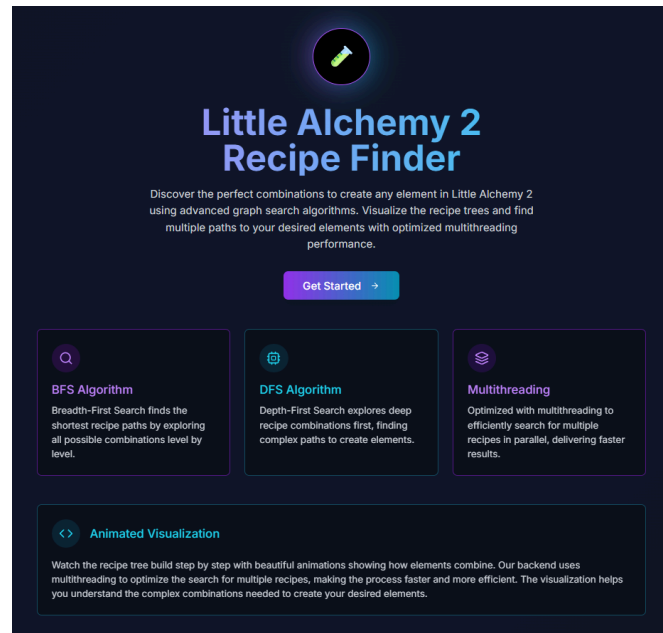 Little Alchemy 2
Recipe Finder
Discover the perfect combinations to create any element in Little Alchemy 2
using advanced graph search algorithms. Visualize the recipe trees and find
multiple paths to your desired elements with optimized multithreading
performance.
Get Started →
BFS Algorithm
Breadth-First Search finds the
shortest recipe paths by exploring
all possible combinations level by
level.
DFS Algorithm
Depth-First Search explores deep
recipe combinations first, finding
complex paths to create elements.
Multithreading
Optimized with multithreading to
efficiently search for multiple
recipes in parallel, delivering faster
results.
Animated Visualization
Watch the recipe tree build step by step with beautiful animations showing how elements combine. Our backend uses
multithreading to optimize the search for multiple recipes, making the process faster and more efficient. The visualization helps
you understand the complex combinations needed to create your desired elements.